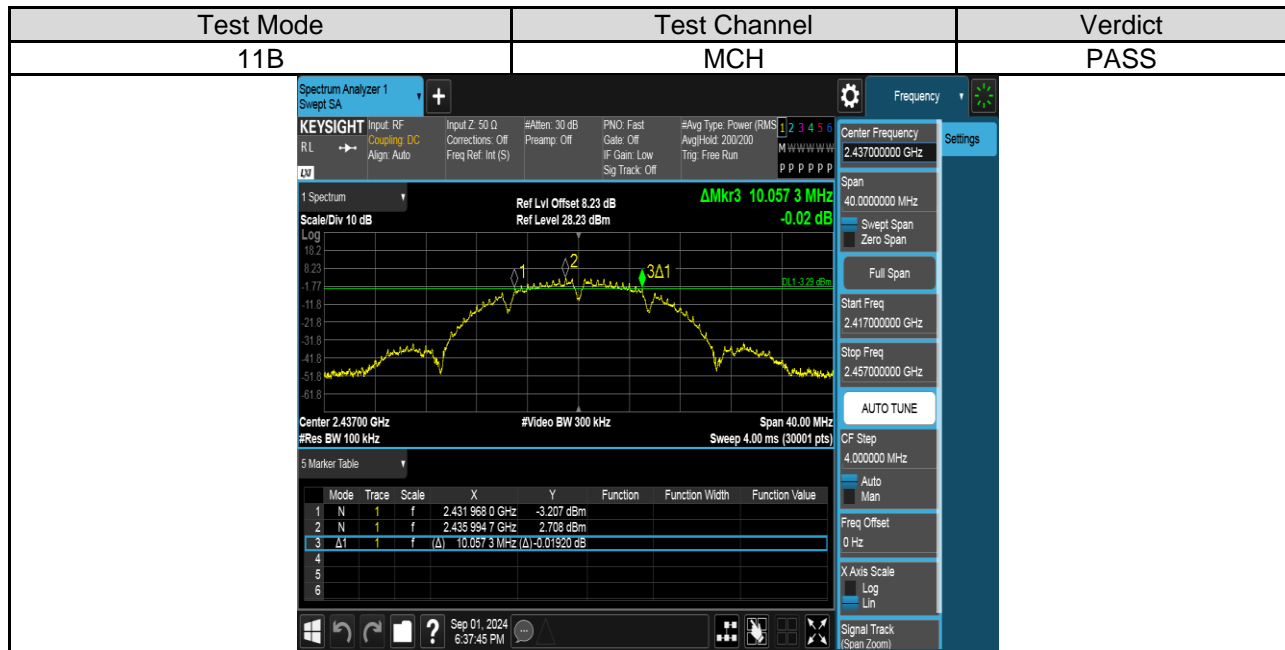 Test Mode Test Channel Verdict
11B MCH PASS
Spectrum Analyzer 1
Swept SA
+
Frequency
KEYSIGHT Input: RF Input Z: 50 Ω #Atten: 30 dB PNO: Fast #Avg Type: Power (RMS 1 2 3 4 5 6
RL Coupling: DC Corrections: Off Preamp: Off Gate: Off Avg|Hold: 200/200 M W W W W W
Align: Auto Freq Ref: Int (S) IF Gain: Low Trig: Free Run
LXI Sig Track: Off P P P P P P
Center Frequency
2.437000000 GHz
Settings
1 Spectrum
Scale/Div 10 dB
Ref Lvl Offset 8.23 dB
Ref Level 28.23 dBm
ΔMkr3 10.057 3 MHz
-0.02 dB
Log
18.2
8.23
-1.77
-11.8
-21.8
-31.8
-41.8
-51.8
-61.8
1
2
3Δ1
DL1 -3.29 dBm
Center 2.43700 GHz #Video BW 300 kHz Span 40.00 MHz
#Res BW 100 kHz Sweep 4.00 ms (30001 pts)
Span
40.0000000 MHz
Swept Span
Zero Span
Full Span
Start Freq
2.417000000 GHz
Stop Freq
2.457000000 GHz
AUTO TUNE
CF Step
4.000000 MHz
Auto
Man
Freq Offset
0 Hz
X Axis Scale
Log
Lin
Signal Track
(Span Zoom)
5 Marker Table
Mode Trace Scale X Y Function Function Width Function Value
1 N 1 f 2.431 968 0 GHz -3.207 dBm
2 N 1 f 2.435 994 7 GHz 2.708 dBm
3 Δ1 1 f (Δ) 10.057 3 MHz (Δ) -0.01920 dB
4
5
6
? Sep 01, 2024
6:37:45 PM